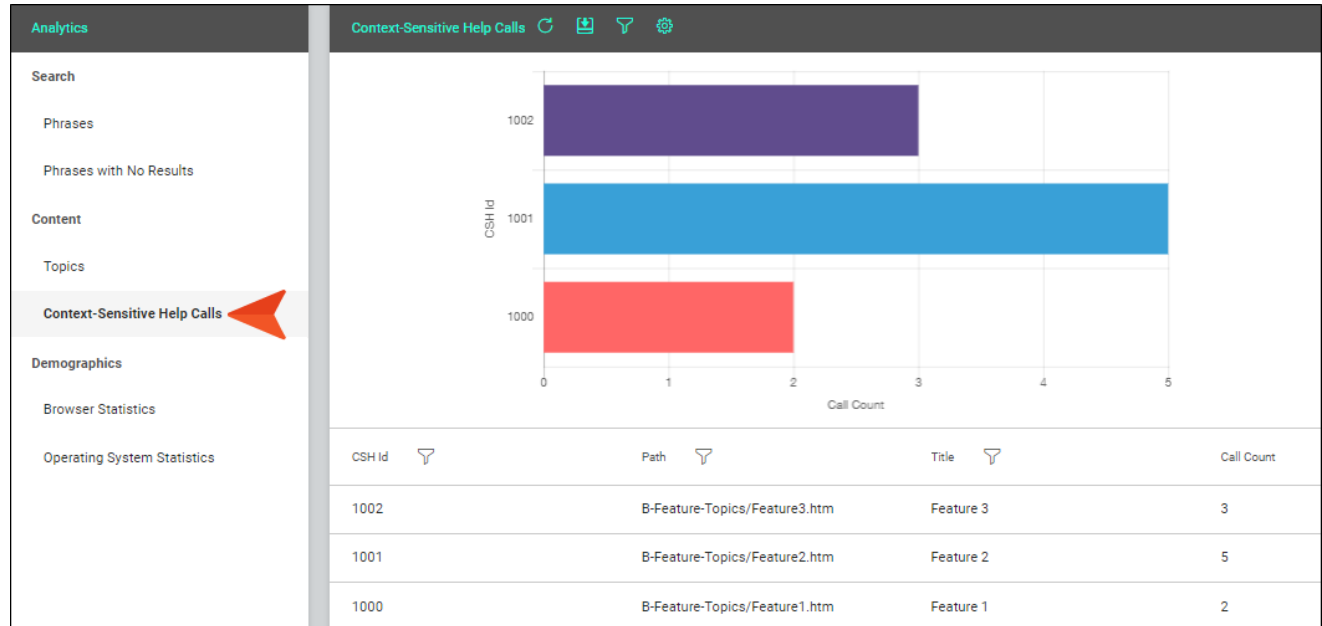 Analytics
Search
Phrases
Phrases with No Results
Content
Topics
Context-Sensitive Help Calls
Demographics
Browser Statistics
Operating System Statistics
Context-Sensitive Help Calls
CSH Id
1002
1001
1000
0 1 2 3 4 5
Call Count
CSH Id Path Title Call Count
1002 B-Feature-Topics/Feature3.htm Feature 3 3
1001 B-Feature-Topics/Feature2.htm Feature 2 5
1000 B-Feature-Topics/Feature1.htm Feature 1 2